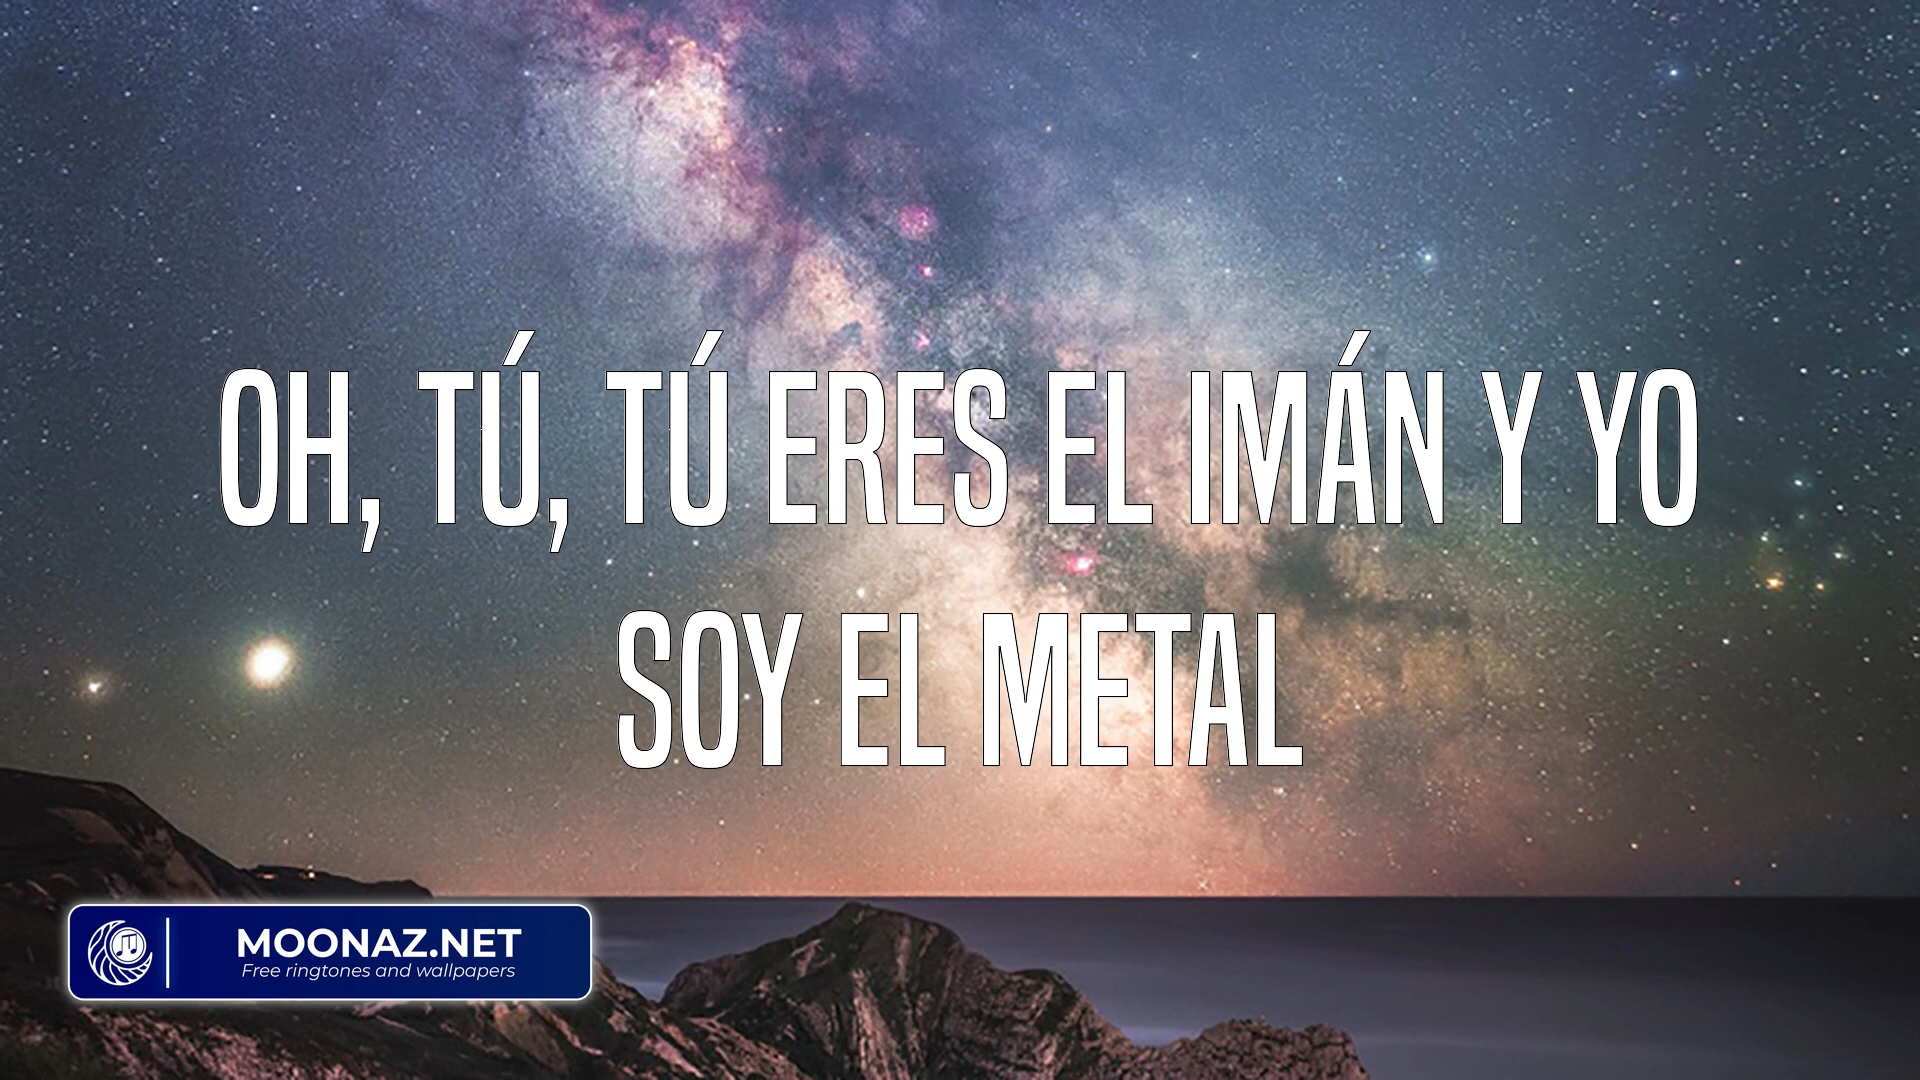 OH, TÚ, TÚ ERES EL IMÁN Y YO
SOY EL METAL
MOONAZ.NET
Free ringtones and wallpapers